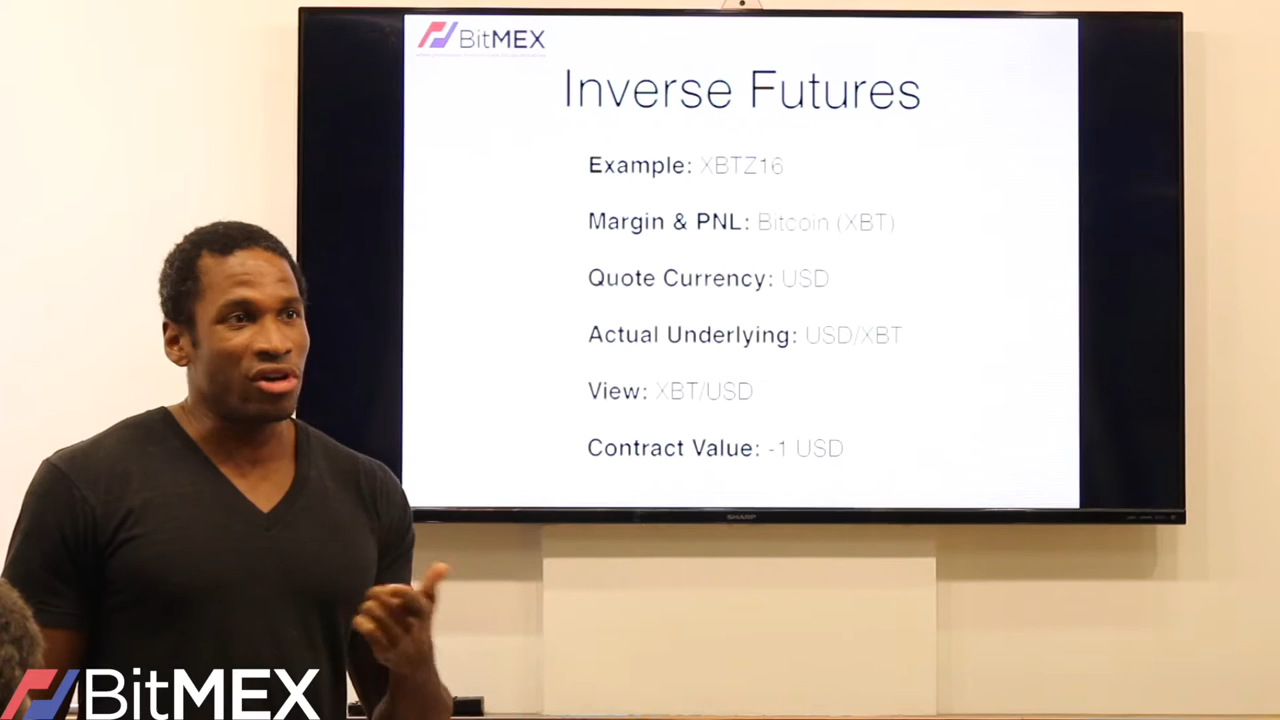 BitMEX
Inverse Futures
Example: XBTZ16
Margin & PNL: Bitcoin (XBT)
Quote Currency: USD
Actual Underlying: USD/XBT
View: XBT/USD
Contract Value: -1 USD
SHARP
BitMEX